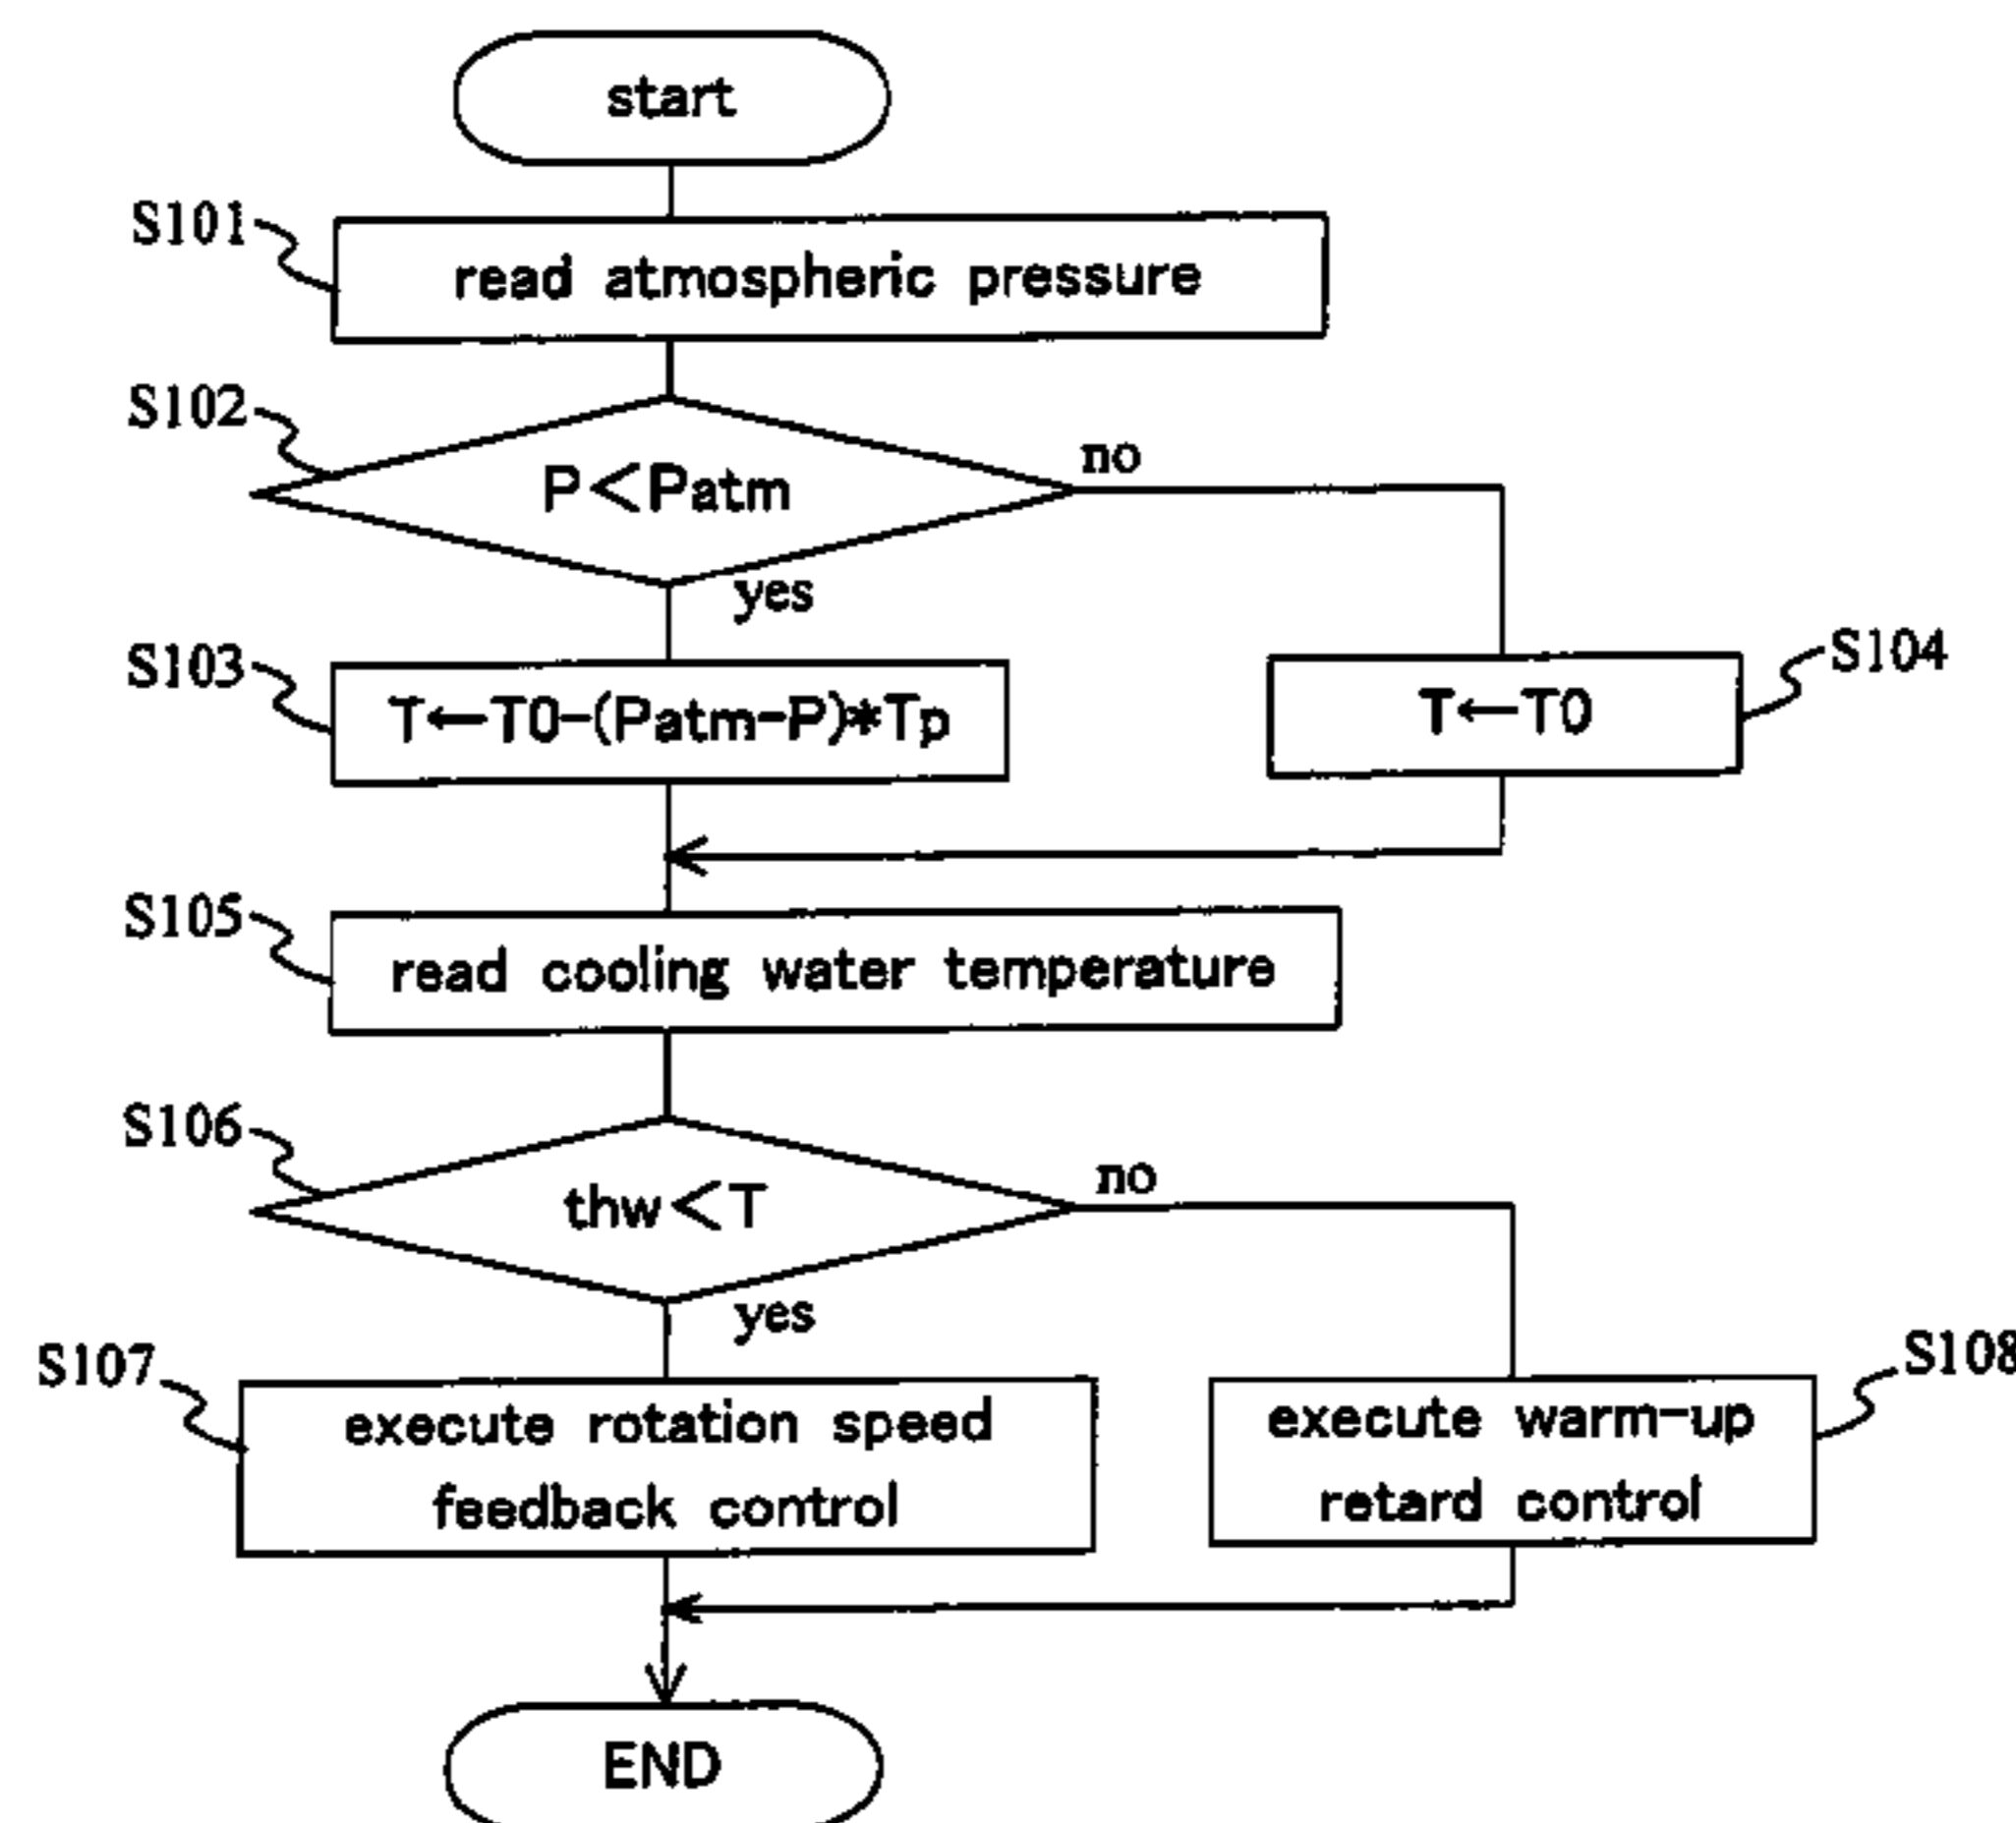 start
S101
read atmospheric pressure
S102
P<Patm
no
yes
S103
T←T0-(Patm-P)*Tp
S104
T←T0
S105
read cooling water temperature
S106
thw<T
no
yes
S107
execute rotation speed
feedback control
S108
execute warm-up
retard control
END